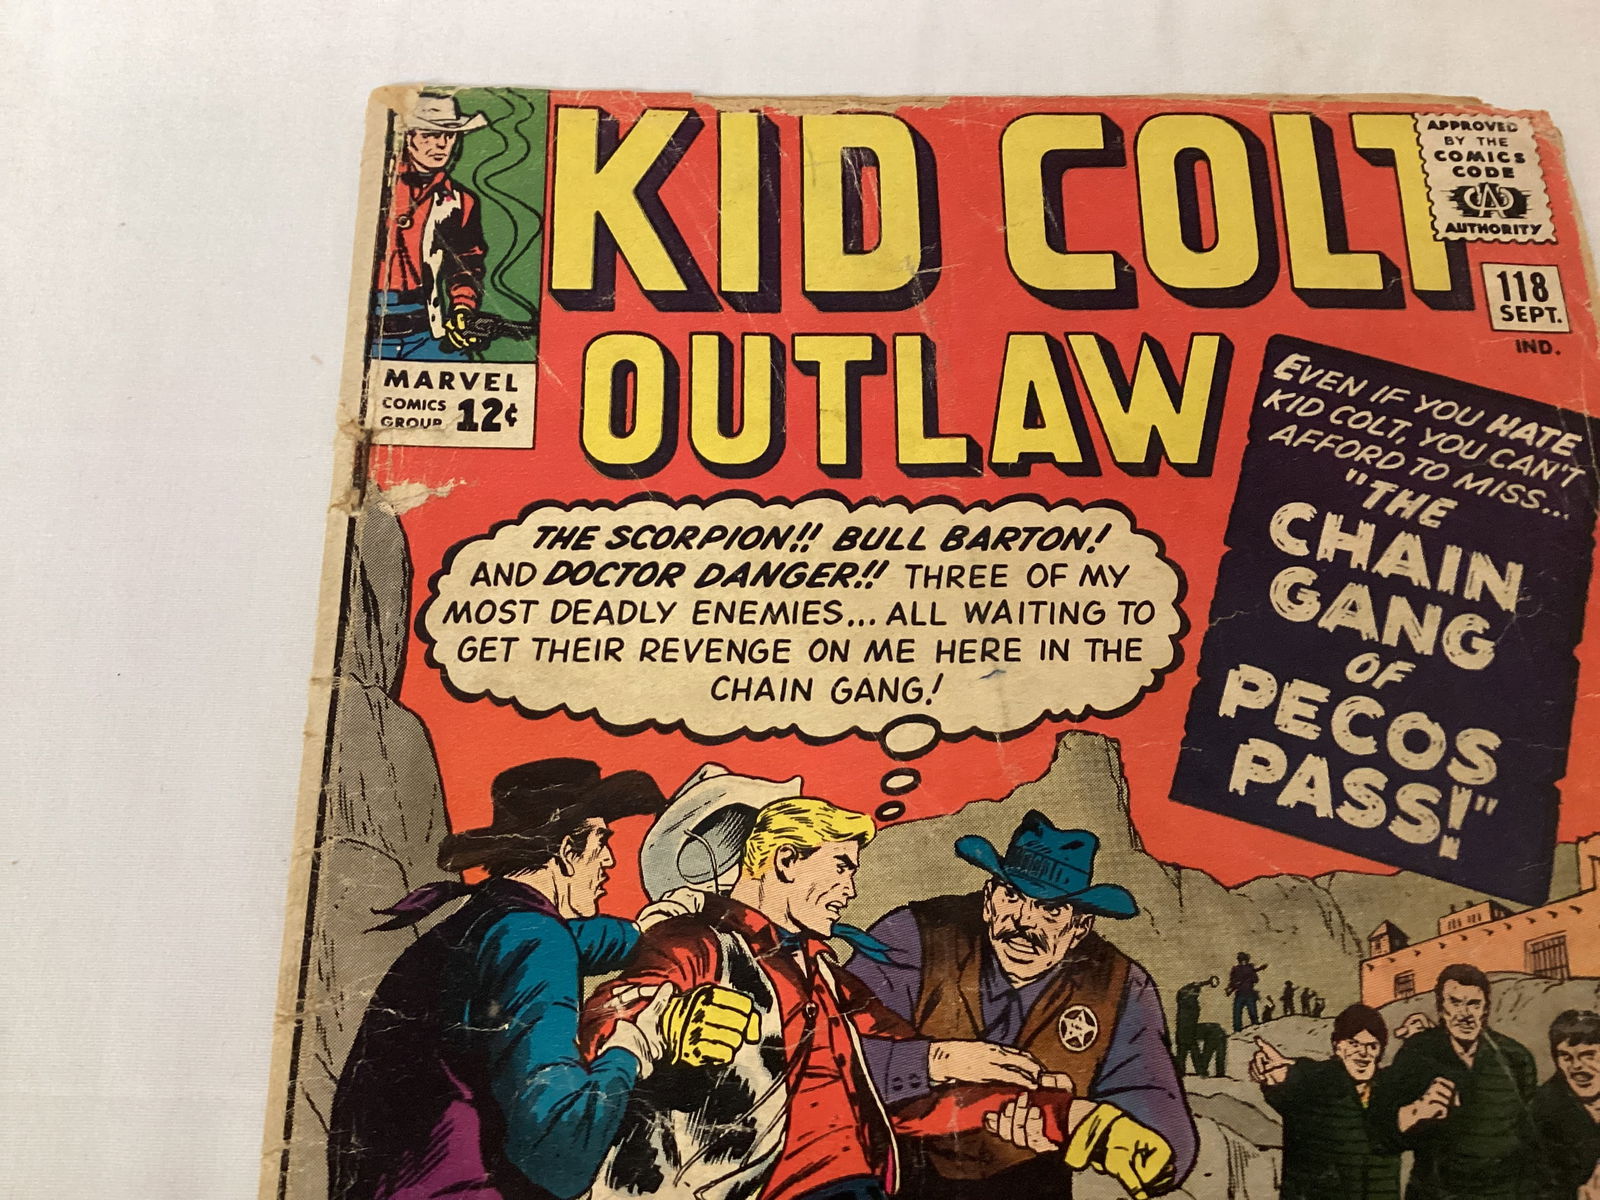 KID COLT
OUTLAW
APPROVED
BY THE
COMICS
CODE
CA
AUTHORITY
118
SEPT.
IND.
MARVEL
COMICS
GROUP 12¢
EVEN IF YOU HATE
KID COLT, YOU CAN'T
AFFORD TO MISS...
"THE
CHAIN
GANG
OF
PECOS
PASS!"
THE SCORPION!! BULL BARTON!
AND DOCTOR DANGER!! THREE OF MY
MOST DEADLY ENEMIES... ALL WAITING TO
GET THEIR REVENGE ON ME HERE IN THE
CHAIN GANG!